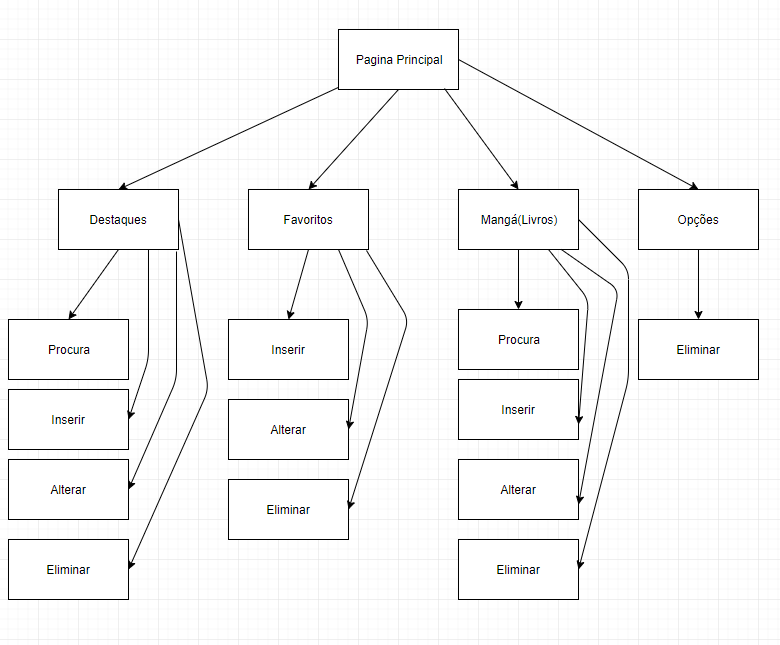 Pagina Principal
Destaques
Favoritos
Mangá(Livros)
Opções
Procura
Inserir
Alterar
Eliminar
Inserir
Alterar
Eliminar
Procura
Inserir
Alterar
Eliminar
Eliminar